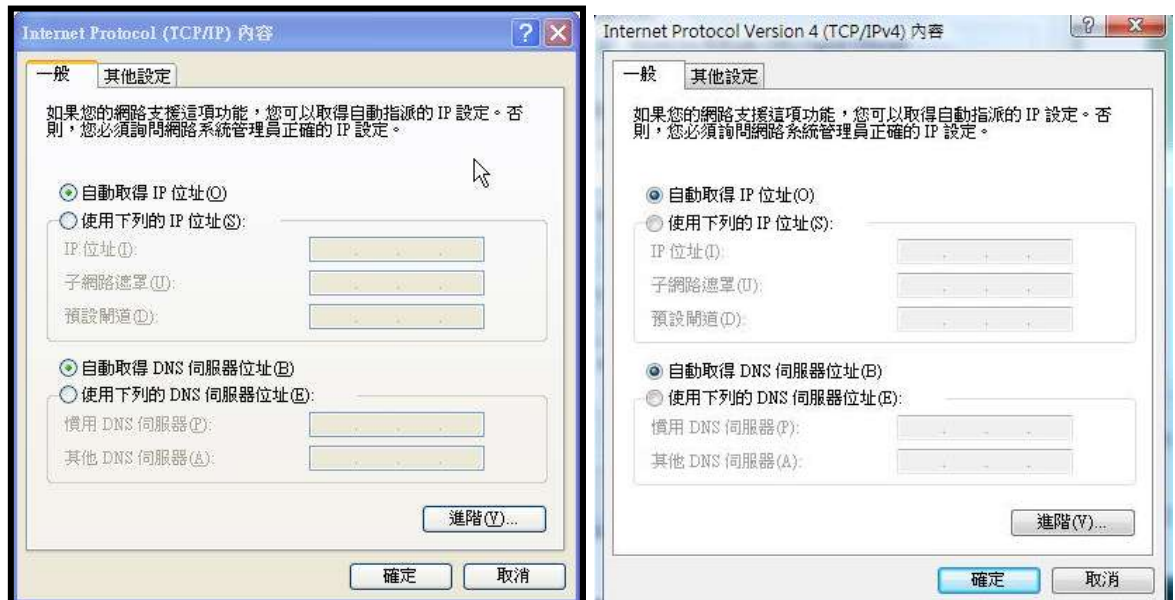 Internet Protocol (TCP/IP) 內容
一般
其他設定
如果您的網路支援這項功能，您可以取得自動指派的 IP 設定。否
則，您必須詢問網路系統管理員正確的 IP 設定。
自動取得 IP 位址(O)
使用下列的 IP 位址(S):
IP 位址(I):
子網路遮罩(U):
預設閘道(D):
自動取得 DNS 伺服器位址(B)
使用下列的 DNS 伺服器位址(E):
慣用 DNS 伺服器(P):
其他 DNS 伺服器(A):
進階(V)...
確定
取消
Internet Protocol Version 4 (TCP/IPv4) 內容
一般
其他設定
如果您的網路支援這項功能，您可以取得自動指派的 IP 設定。否
則，您必須詢問網路系統管理員正確的 IP 設定。
自動取得 IP 位址(O)
使用下列的 IP 位址(S):
IP 位址(I):
子網路遮罩(U):
預設閘道(D):
自動取得 DNS 伺服器位址(B)
使用下列的 DNS 伺服器位址(E):
慣用 DNS 伺服器(P):
其他 DNS 伺服器(A):
進階(V)...
確定
取消